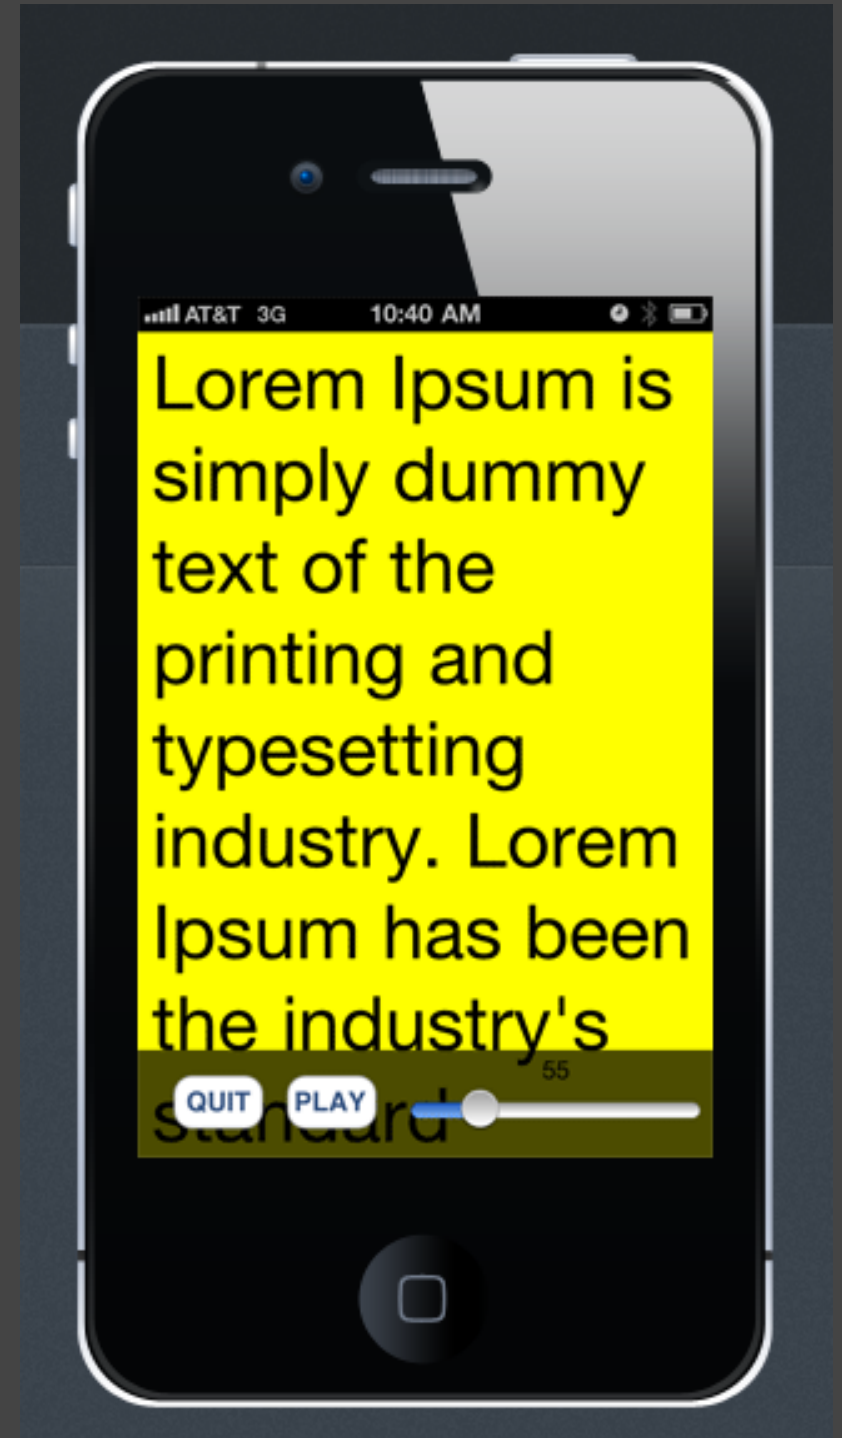 AT&T 3G 10:40 AM
Lorem Ipsum is
simply dummy
text of the
printing and
typesetting
industry. Lorem
Ipsum has been
the industry's
55
QUIT PLAY
standard